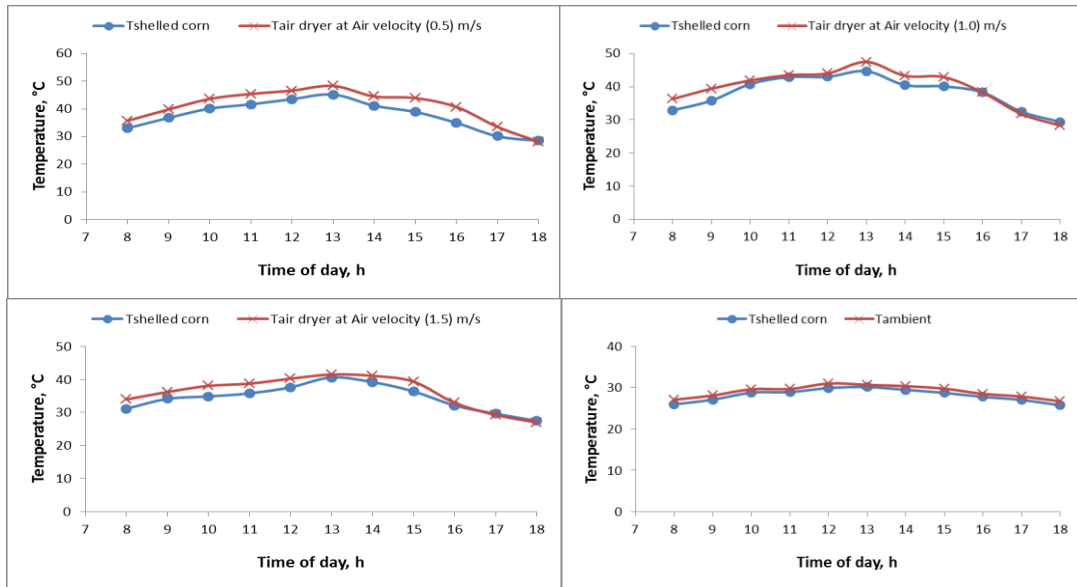 Tshelled corn Tair dryer at Air velocity (0.5) m/s
Temperature, °C
60
50
40
30
20
10
0
7 8 9 10 11 12 13 14 15 16 17 18
Time of day, h
Tshelled corn Tair dryer at Air velocity (1.0) m/s
Temperature, °C
50
40
30
20
10
0
7 8 9 10 11 12 13 14 15 16 17 18
Time of day, h
Tshelled corn Tair dryer at Air velocity (1.5) m/s
Temperature, °C
50
40
30
20
10
0
7 8 9 10 11 12 13 14 15 16 17 18
Time of day, h
Tshelled corn Tambient
Temperature, °C
40
30
20
10
0
7 8 9 10 11 12 13 14 15 16 17 18
Time of day, h